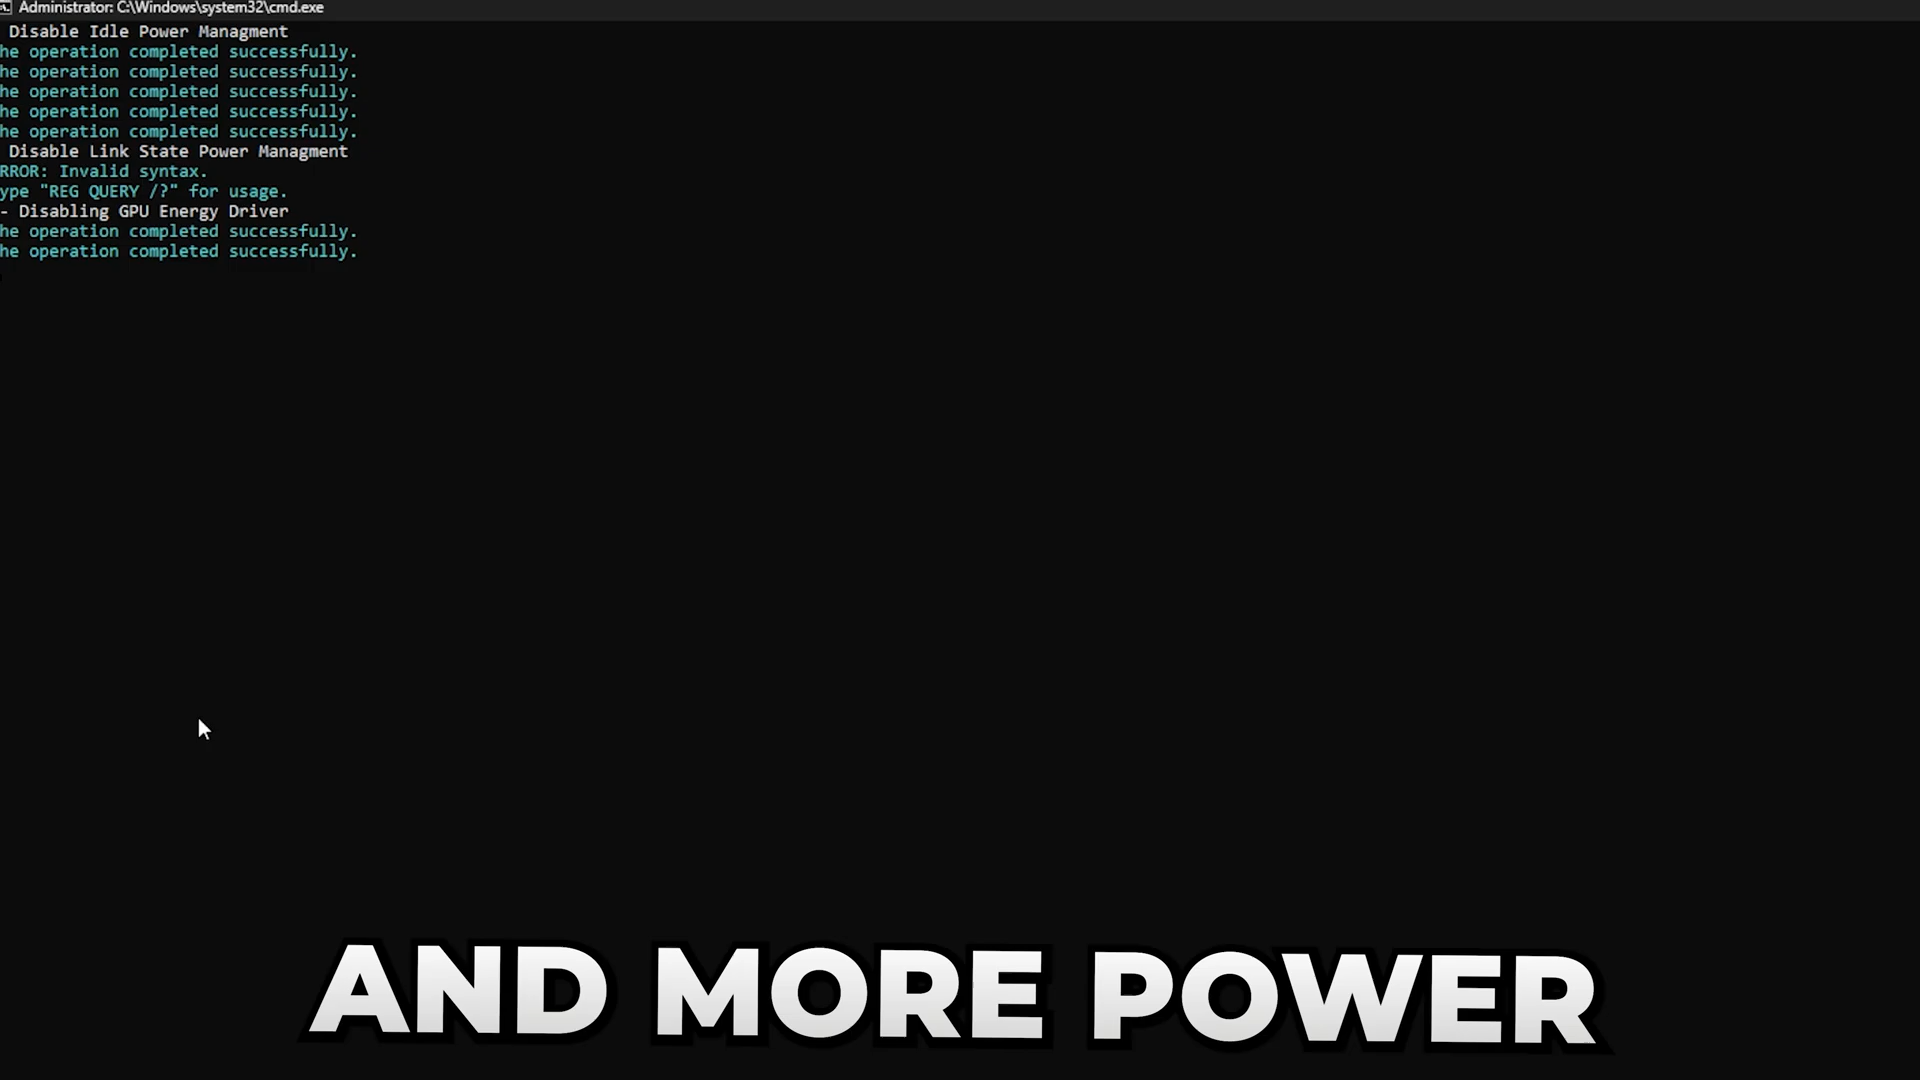 Administrator: C:\Windows\system32\cmd.exe
Disable Idle Power Managment
he operation completed successfully.
he operation completed successfully.
he operation completed successfully.
he operation completed successfully.
he operation completed successfully.
Disable Link State Power Managment
RROR: Invalid syntax.
ype "REG QUERY /?" for usage.
- Disabling GPU Energy Driver
he operation completed successfully.
he operation completed successfully.
AND MORE POWER